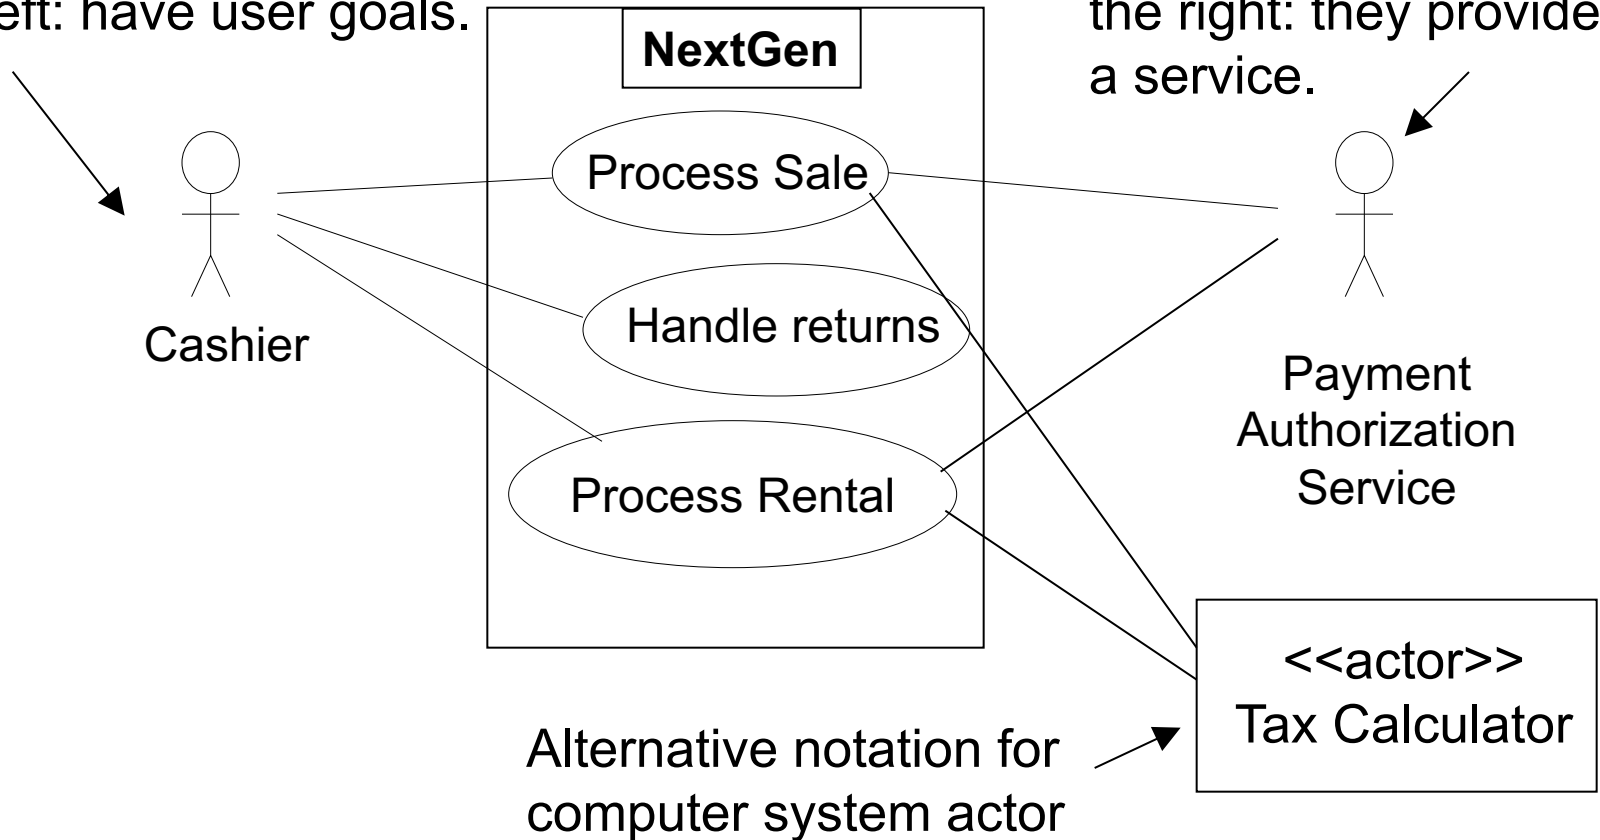 eft: have user goals.
the right: they provide
a service.
NextGen
Process Sale
Handle returns
Process Rental
Cashier
Payment
Authorization
Service
<<actor>>
Tax Calculator
Alternative notation for
computer system actor